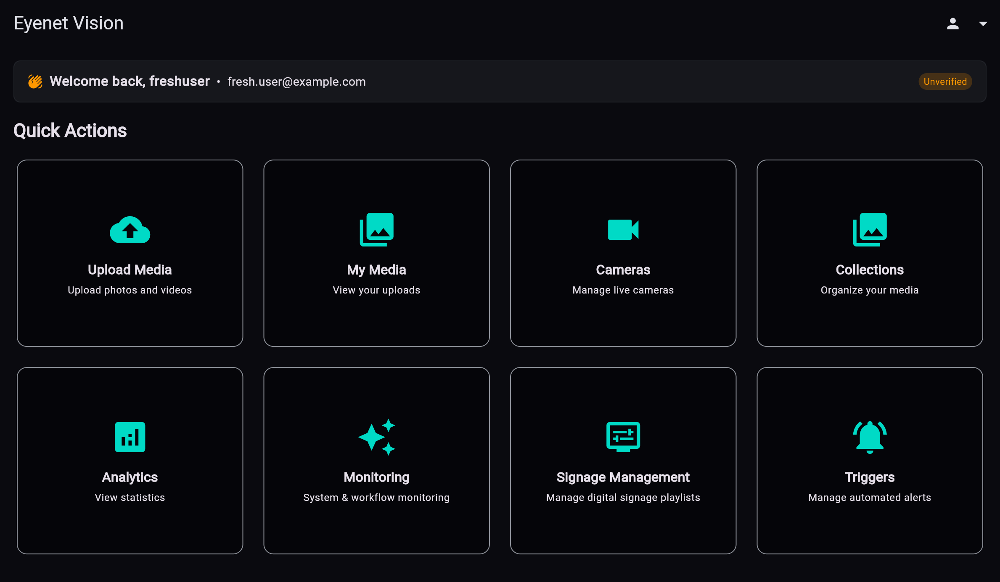 Eyenet Vision
Welcome back, freshuser • fresh.user@example.com
Unverified
Quick Actions
Upload Media
Upload photos and videos
My Media
View your uploads
Cameras
Manage live cameras
Collections
Organize your media
Analytics
View statistics
Monitoring
System & workflow monitoring
Signage Management
Manage digital signage playlists
Triggers
Manage automated alerts